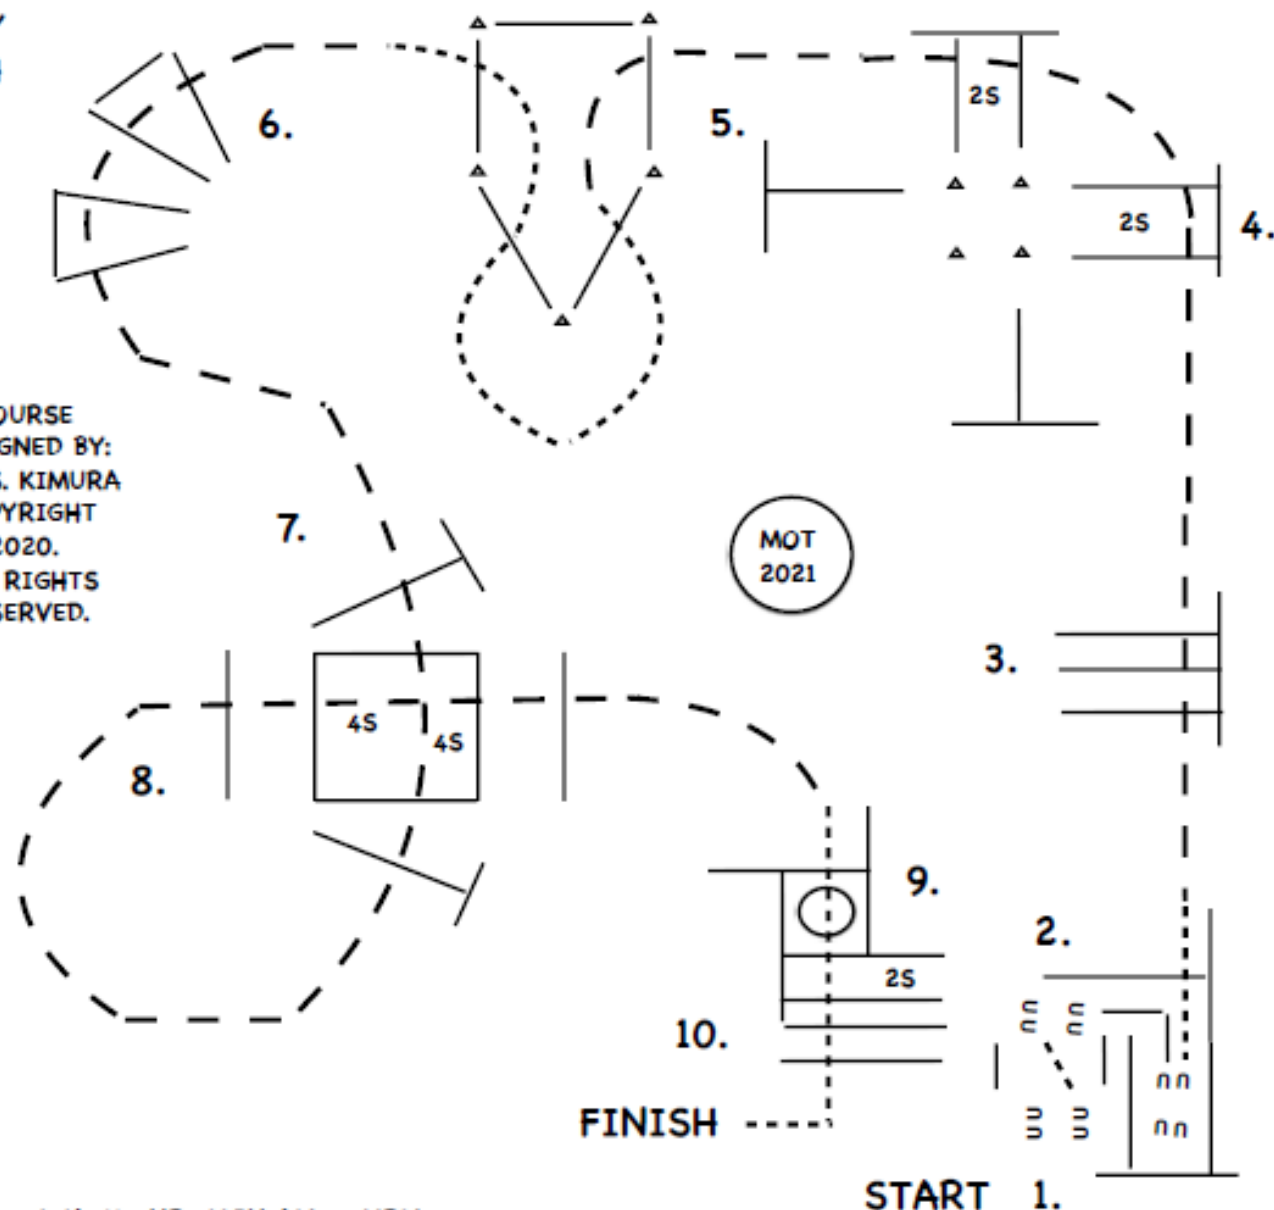 6.
5.
2S
2S
4.
OURSE
GNED BY:
S. KIMURA
PYRIGHT
2020.
RIGHTS
SERVED.
7.
MOT
2021
3.
4S
4S
8.
9.
2.
2S
10.
FINISH
START 1.